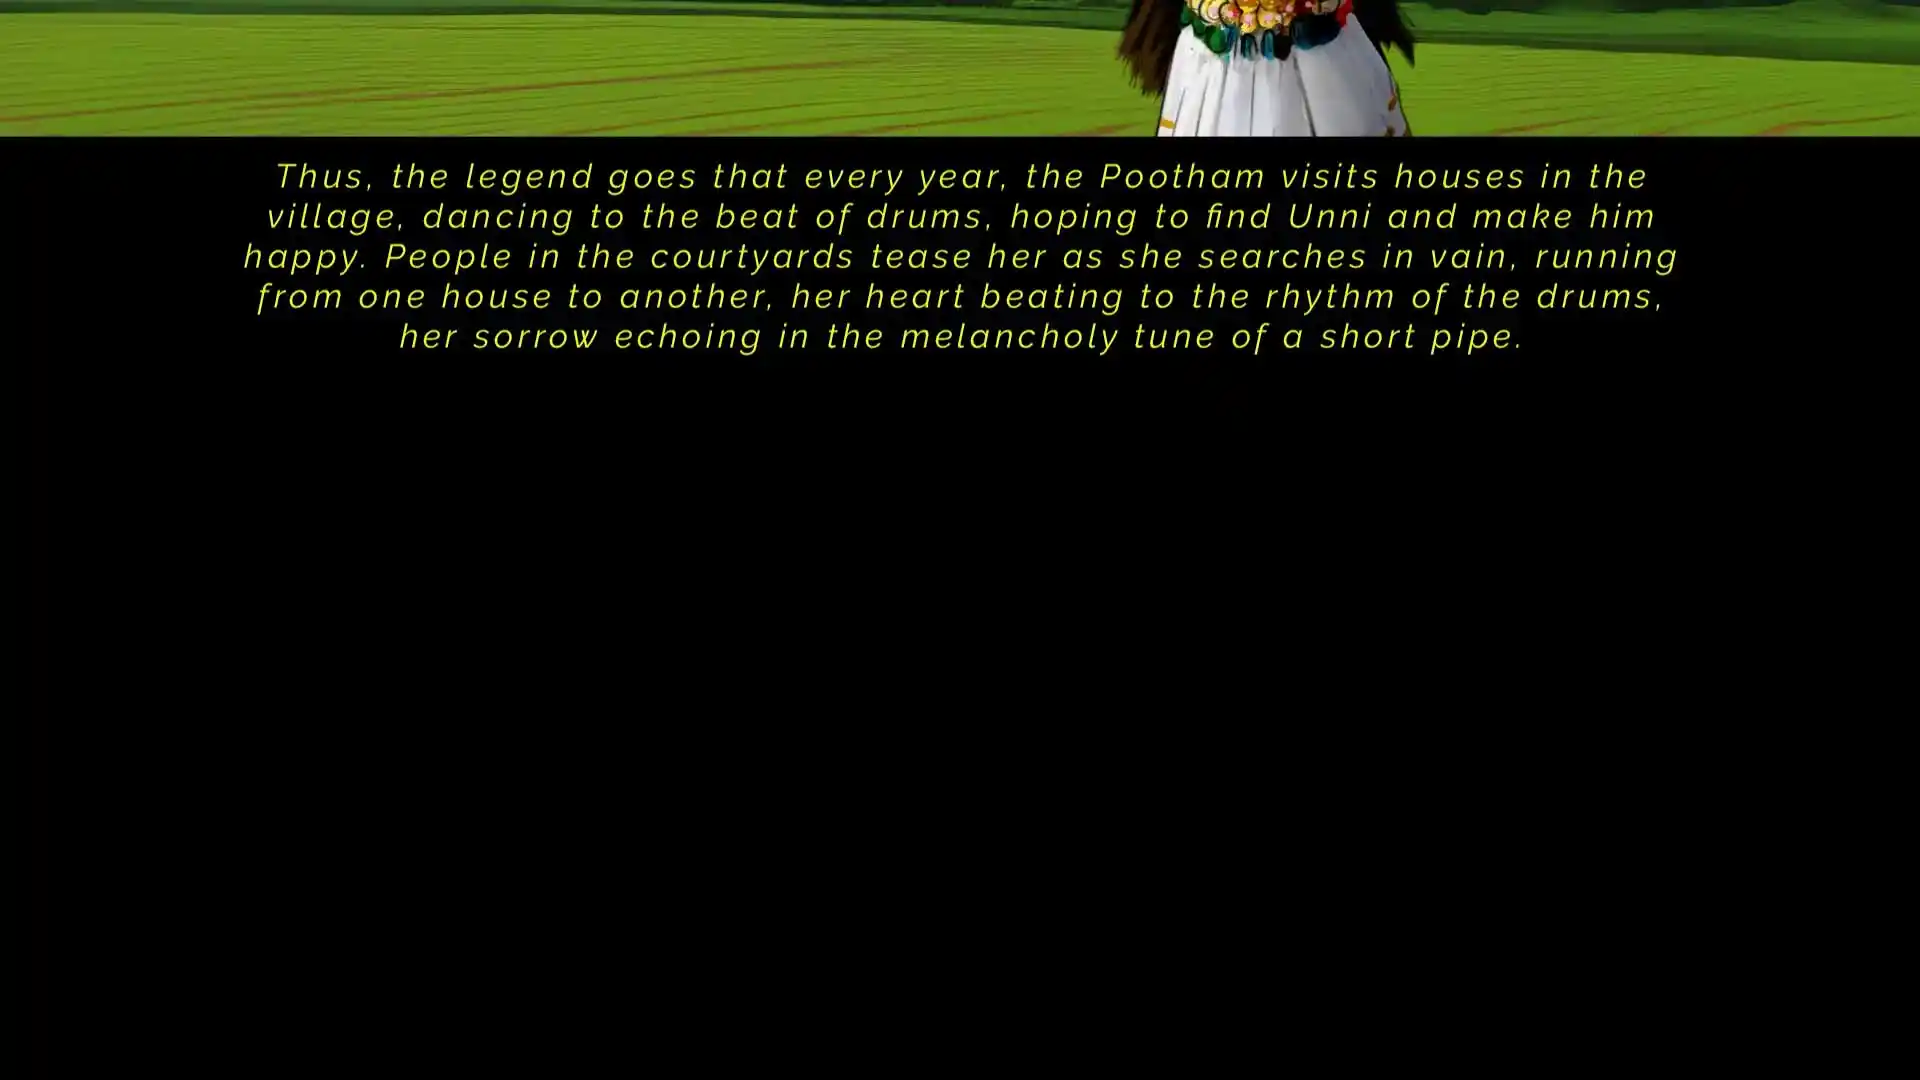 Thus, the legend goes that every year, the Pootham visits houses in the
village, dancing to the beat of drums, hoping to find Unni and make him
happy. People in the courtyards tease her as she searches in vain, running
from one house to another, her heart beating to the rhythm of the drums,
her sorrow echoing in the melancholy tune of a short pipe.